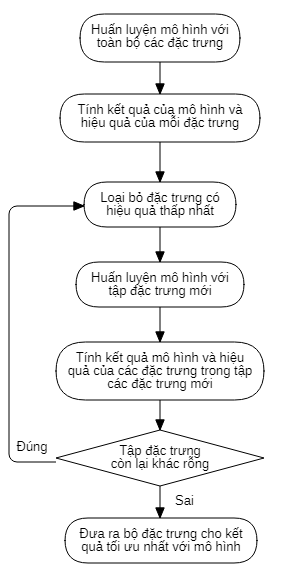 Huấn luyện mô hình với
toàn bộ các đặc trưng
Tính kết quả của mô hình và
hiệu quả của mỗi đặc trưng
Loại bỏ đặc trưng có
hiệu quả thấp nhất
Huấn luyện mô hình với
tập đặc trưng mới
Tính kết quả mô hình và hiệu
quả của các đặc trưng trong tập
các đặc trưng mới
Đúng
Tập đặc trưng
còn lại khác rỗng
Sai
Đưa ra bộ đặc trưng cho kết
quả tối ưu nhất với mô hình